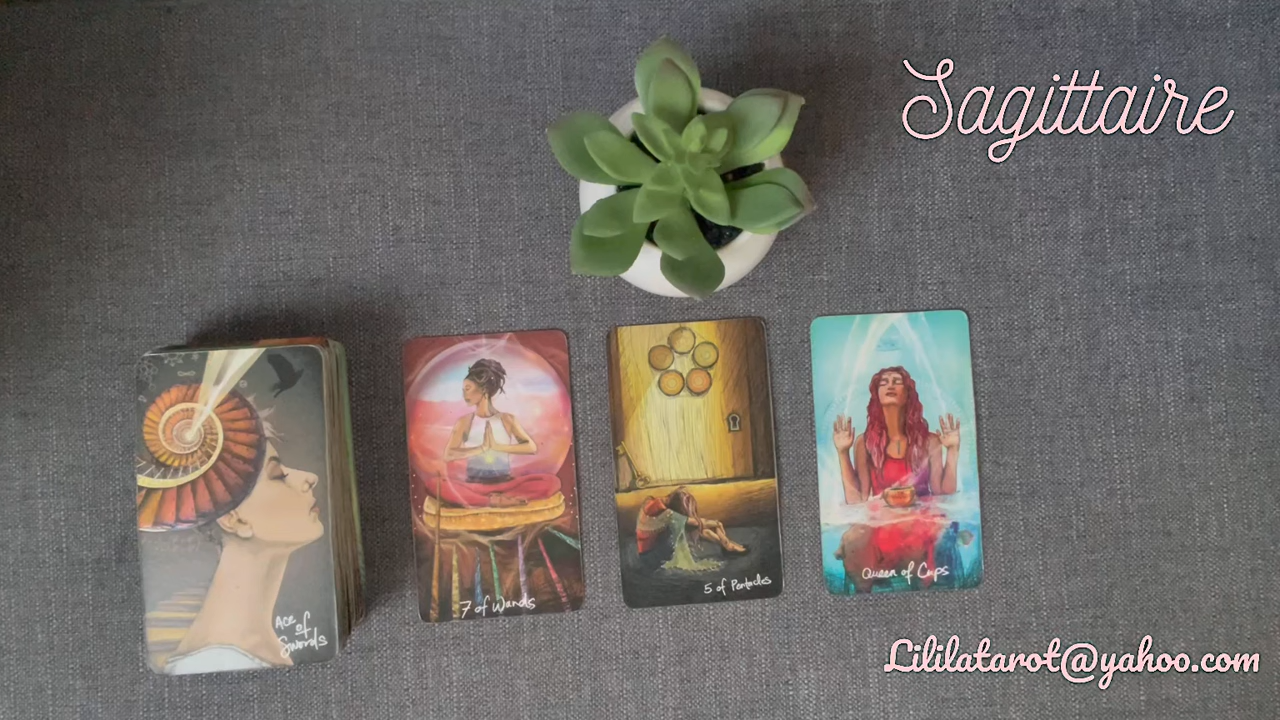 Sagittaire
Ace
of
Swords
7 of Wands
5 of Pentacles
Queen of Cups
Lililatarot@yahoo.com